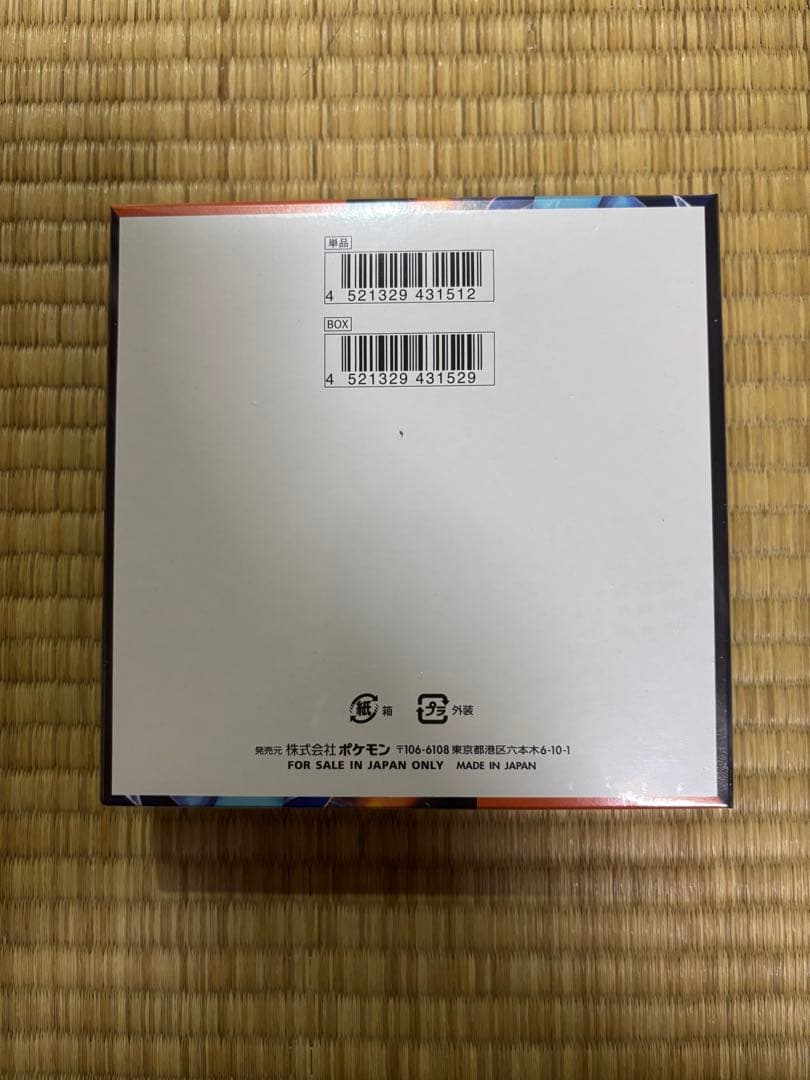 単品
4 521329 431512
BOX
4 521329 431529
紙 箱 プラ 外装
発売元 株式会社ポケモン 〒106-6108 東京都港区六本木6-10-1
FOR SALE IN JAPAN ONLY MADE IN JAPAN